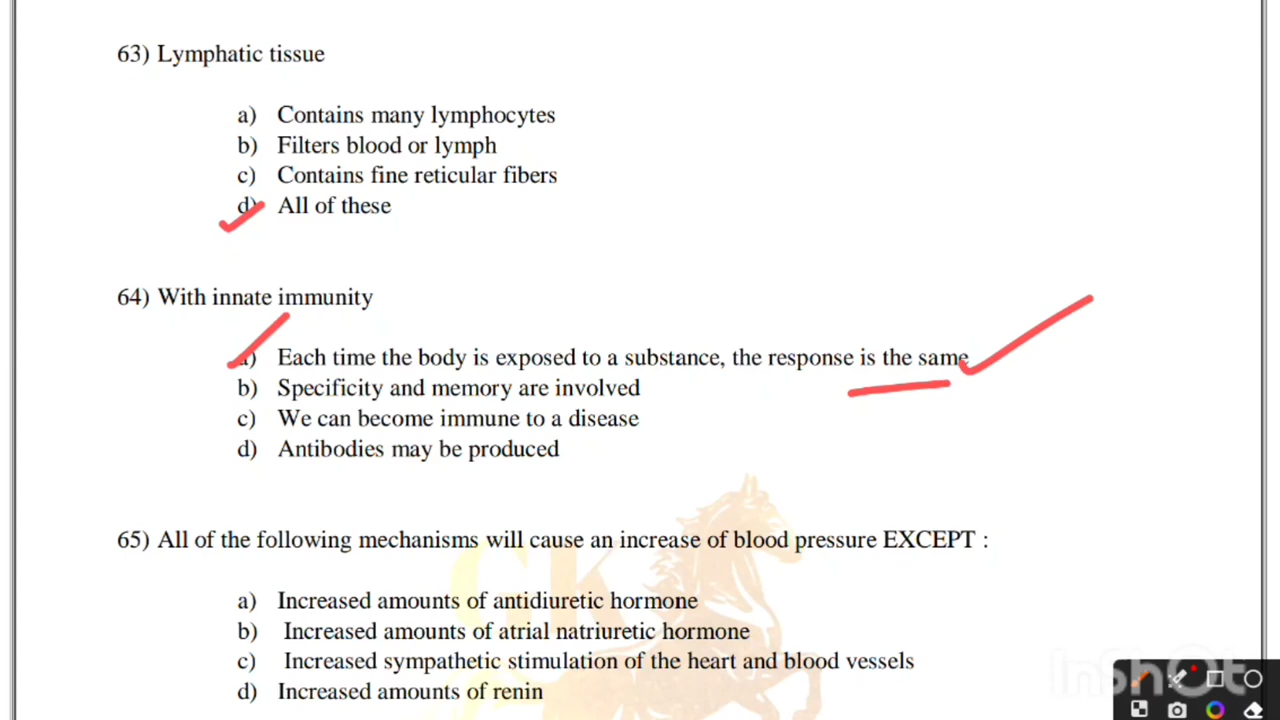 63) Lymphatic tissue
a) Contains many lymphocytes
b) Filters blood or lymph
c) Contains fine reticular fibers
d) All of these
64) With innate immunity
a) Each time the body is exposed to a substance, the response is the same
b) Specificity and memory are involved
c) We can become immune to a disease
d) Antibodies may be produced
65) All of the following mechanisms will cause an increase of blood pressure EXCEPT :
GK
a) Increased amounts of antidiuretic hormone
b) Increased amounts of atrial natriuretic hormone
c) Increased sympathetic stimulation of the heart and blood vessels
d) Increased amounts of renin
InShOt